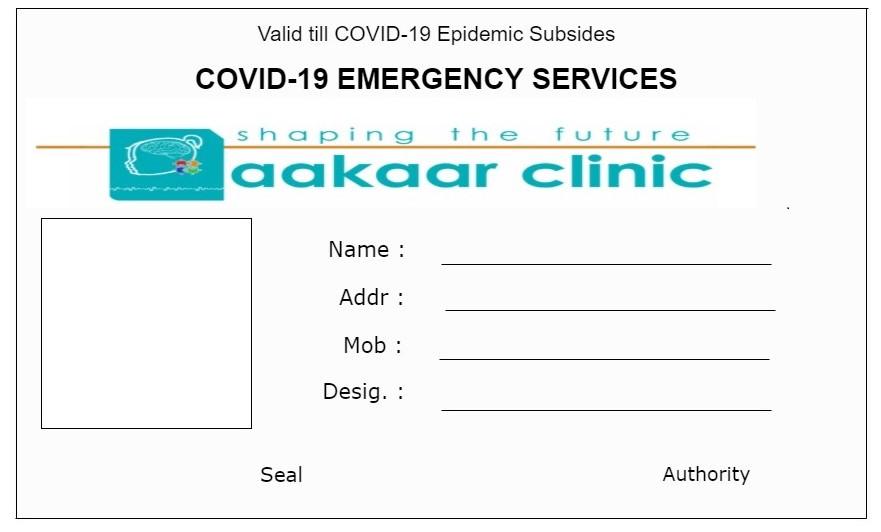 Valid till COVID-19 Epidemic Subsides
COVID-19 EMERGENCY SERVICES
shaping the future
aakaar clinic
Name :
Addr :
Mob :
Desig. :
Seal
Authority